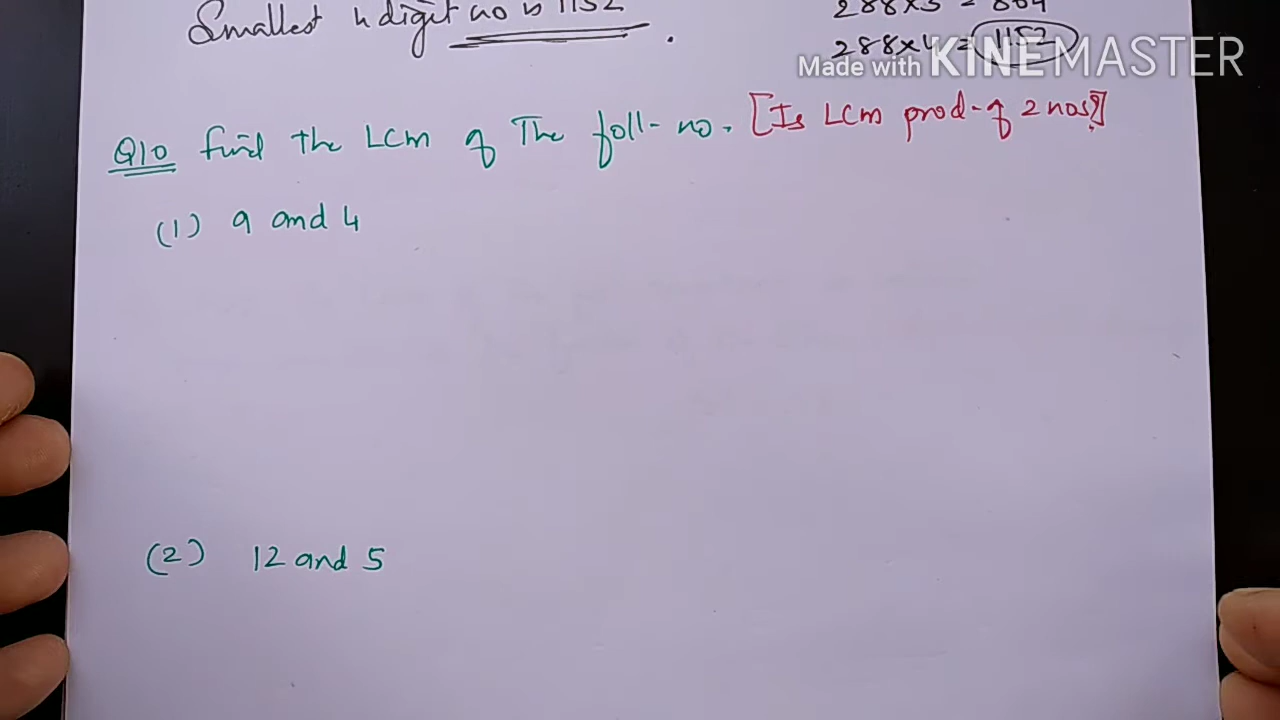 Smallest 4 digit no is 1152.
288×3 = 864
288×4 = 1152
Made with KINEMASTER
Q10 find the LCM of The foll- no. [Is LCM prod- of 2 nos?]
(1) 9 and 4
(2) 12 and 5